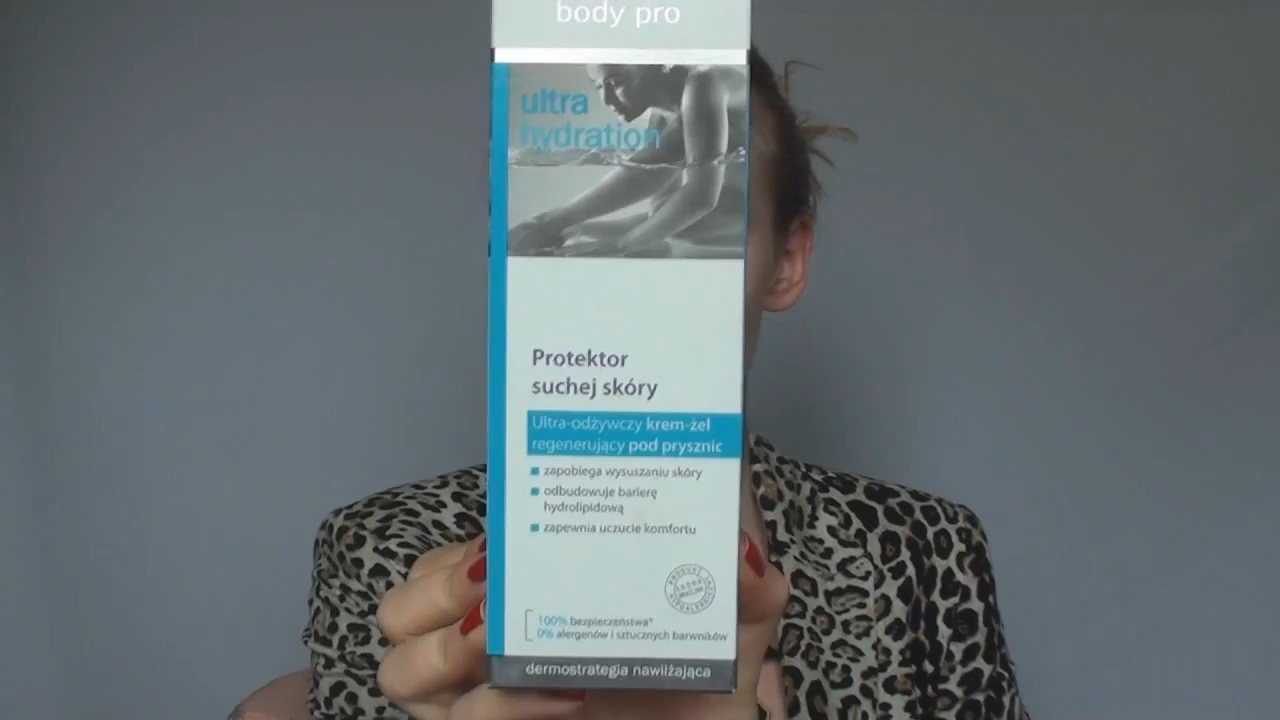 body pro
ultra
hydration
Protektor
suchej skóry
Ultra-odżywczy krem-żel
regenerujący pod prysznic
zapobiega wysuszaniu skóry
odbudowuje barierę
hydrolipidową
zapewnia uczucie komfortu
100% bezpieczeństwa*
0% alergenów i sztucznych barwników
dermostrategia nawilżająca